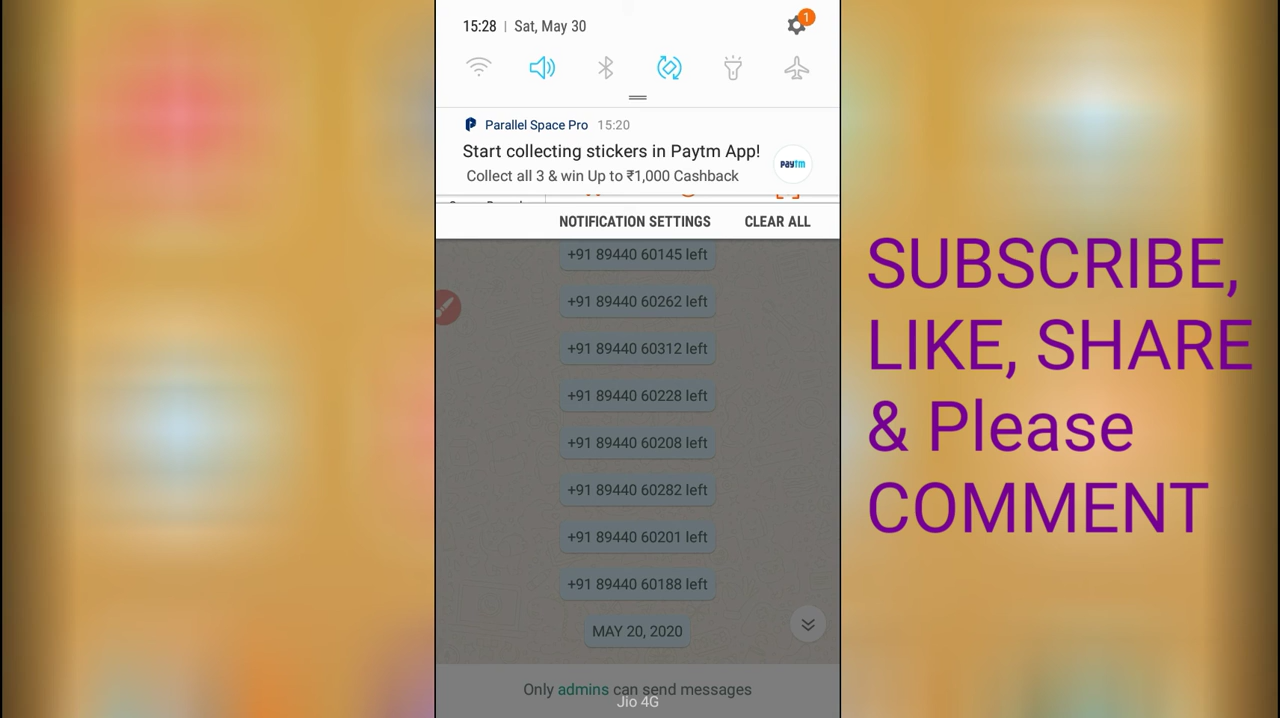 15:28 | Sat, May 30
1
Parallel Space Pro 15:20
Start collecting stickers in Paytm App!
Collect all 3 & win Up to ₹1,000 Cashback
paytm
NOTIFICATION SETTINGS CLEAR ALL
+91 89440 60145 left
+91 89440 60262 left
+91 89440 60312 left
+91 89440 60228 left
+91 89440 60208 left
+91 89440 60282 left
+91 89440 60201 left
+91 89440 60188 left
MAY 20, 2020
Only admins can send messages
Jio 4G
SUBSCRIBE,
LIKE, SHARE
& Please
COMMENT